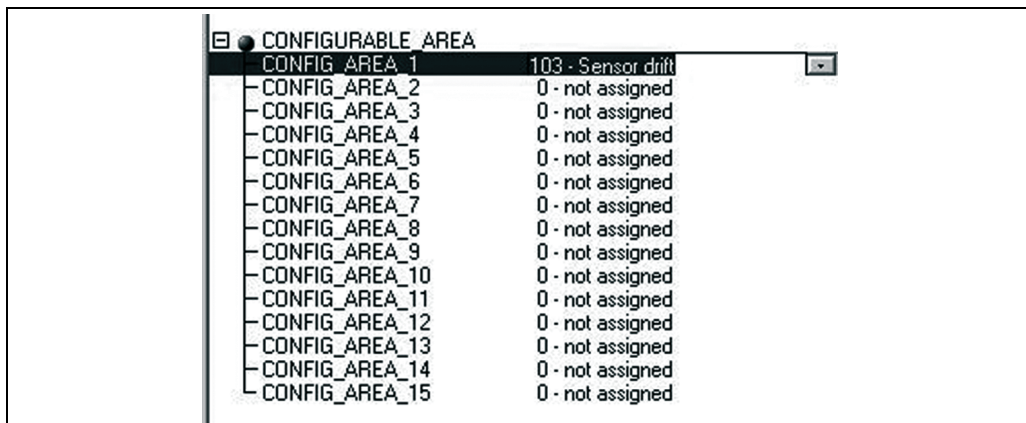 CONFIGURABLE_AREA
CONFIG_AREA_1 103 - Sensor drift
CONFIG_AREA_2 0 - not assigned
CONFIG_AREA_3 0 - not assigned
CONFIG_AREA_4 0 - not assigned
CONFIG_AREA_5 0 - not assigned
CONFIG_AREA_6 0 - not assigned
CONFIG_AREA_7 0 - not assigned
CONFIG_AREA_8 0 - not assigned
CONFIG_AREA_9 0 - not assigned
CONFIG_AREA_10 0 - not assigned
CONFIG_AREA_11 0 - not assigned
CONFIG_AREA_12 0 - not assigned
CONFIG_AREA_13 0 - not assigned
CONFIG_AREA_14 0 - not assigned
CONFIG_AREA_15 0 - not assigned